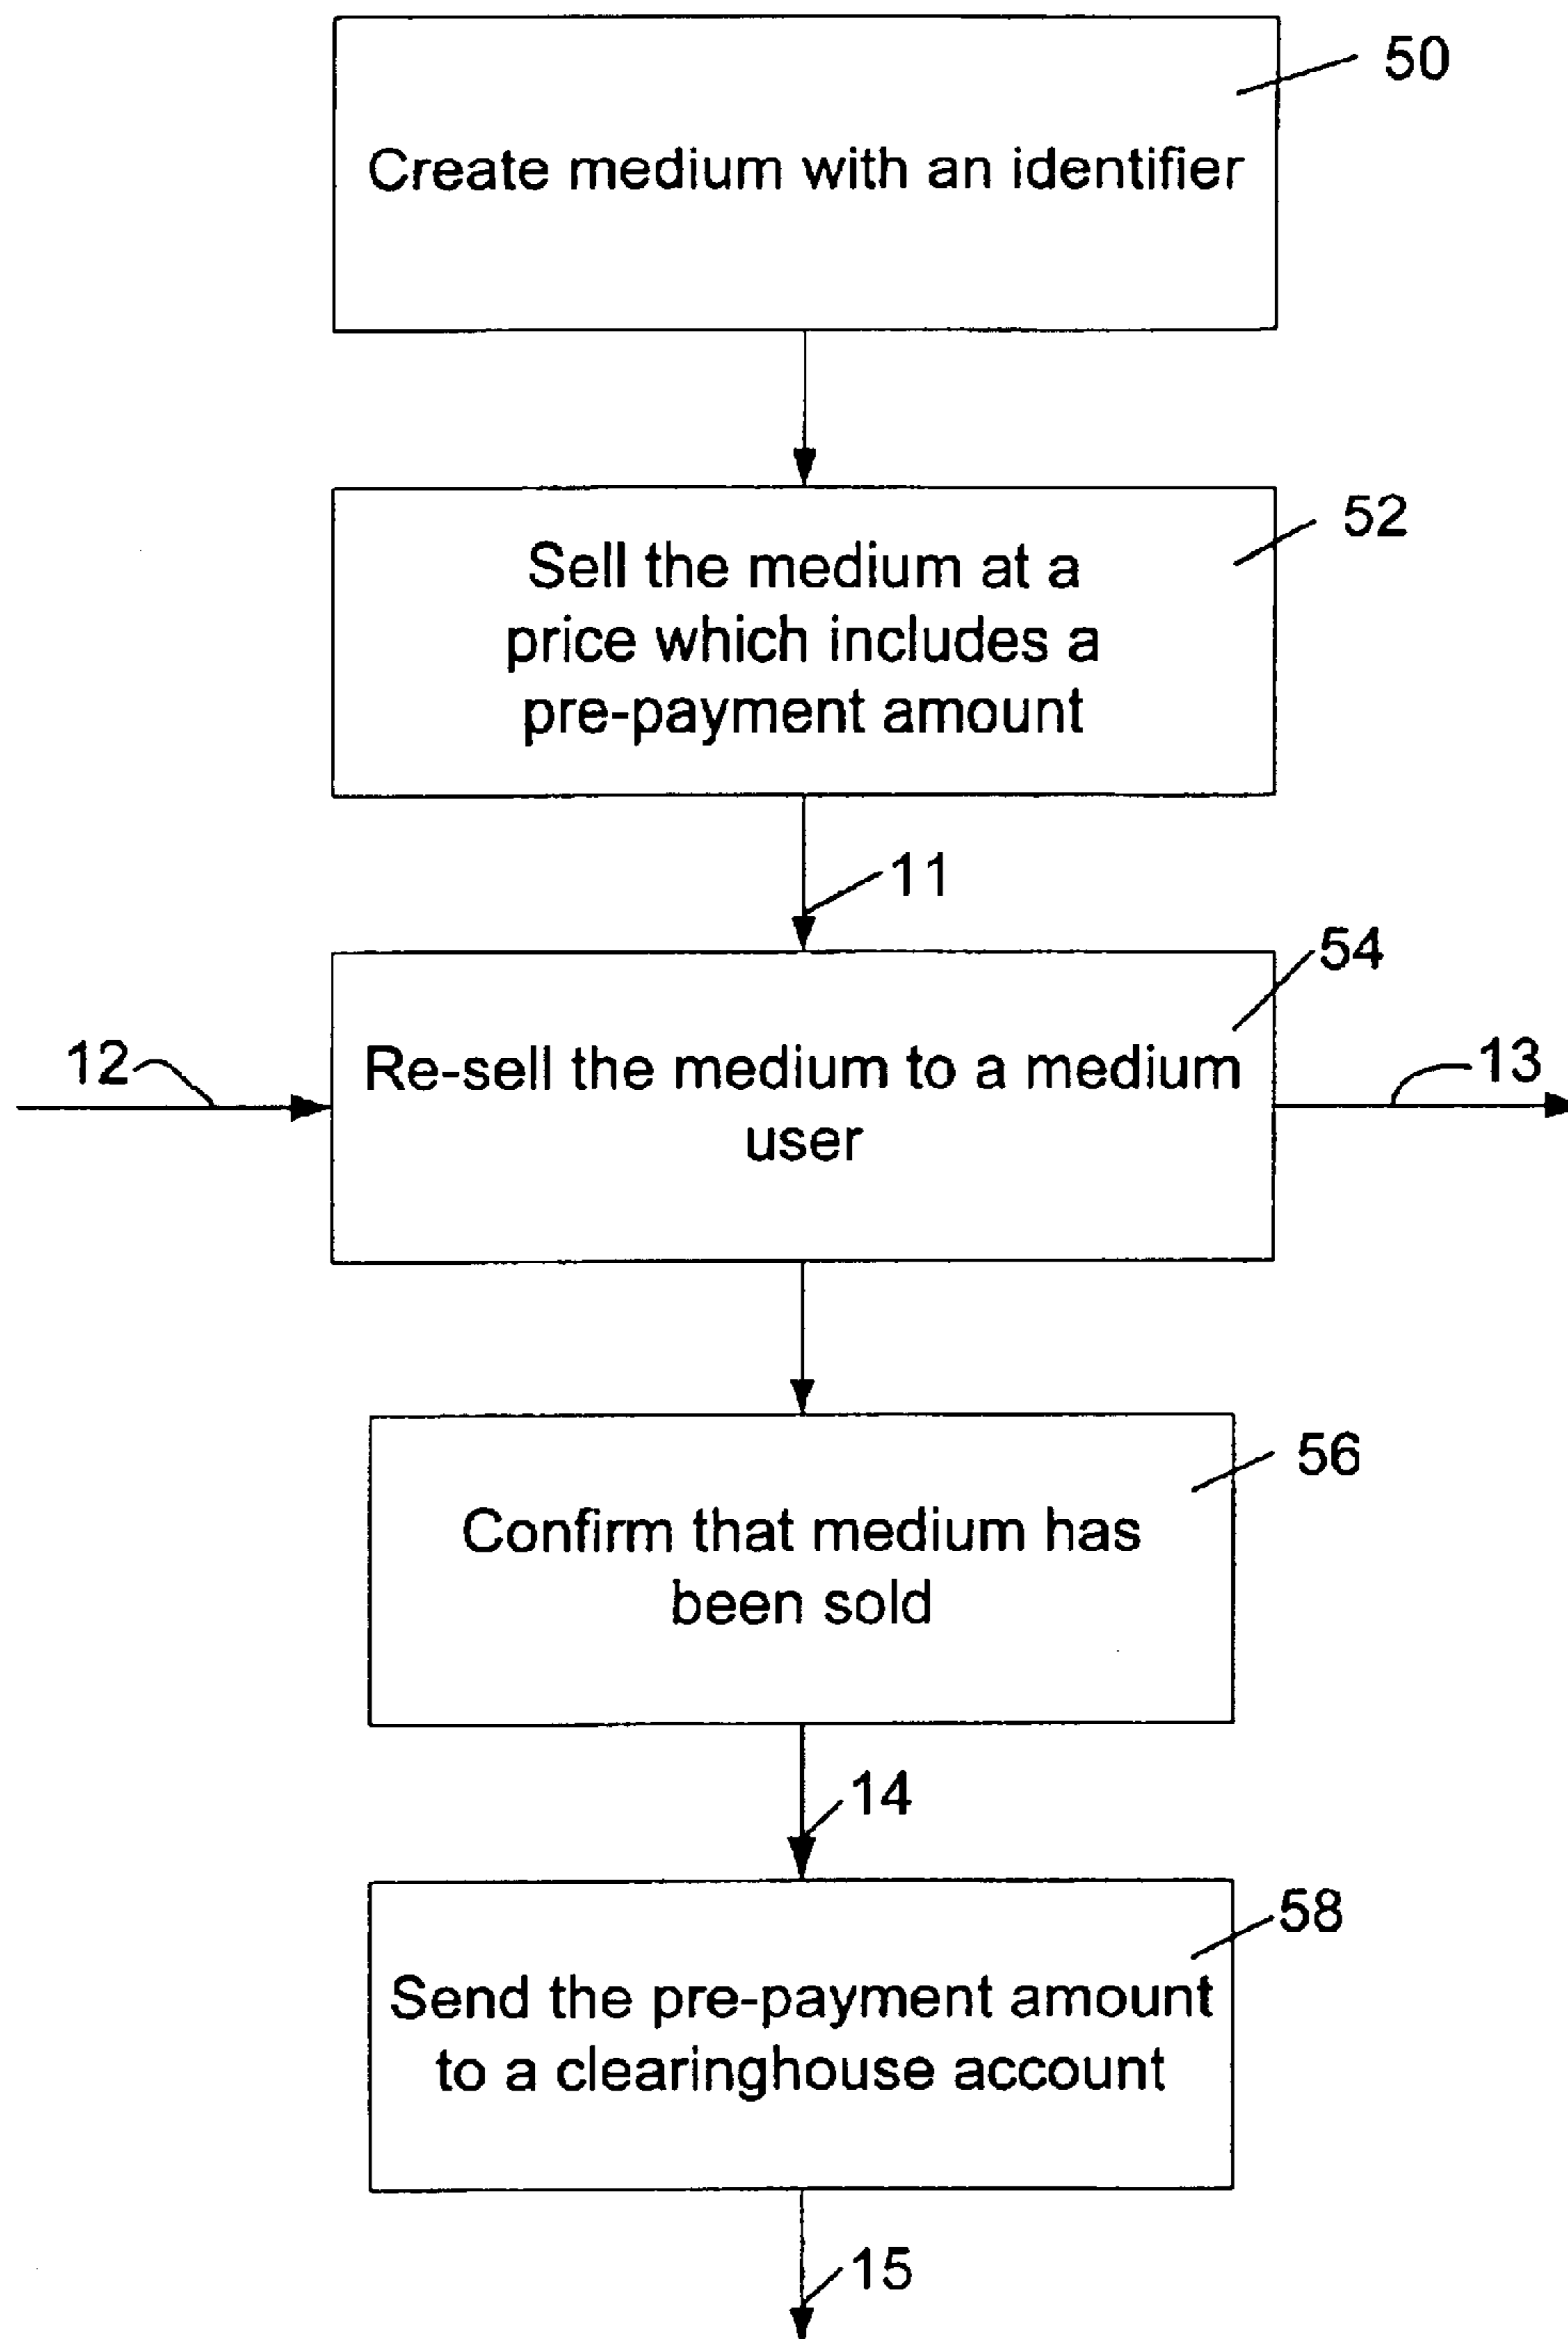 50
Create medium with an identifier
52
Sell the medium at a
price which includes a
pre-payment amount
11
54
12
Re-sell the medium to a medium
user
13
56
Confirm that medium has
been sold
14
58
Send the pre-payment amount
to a clearinghouse account
15